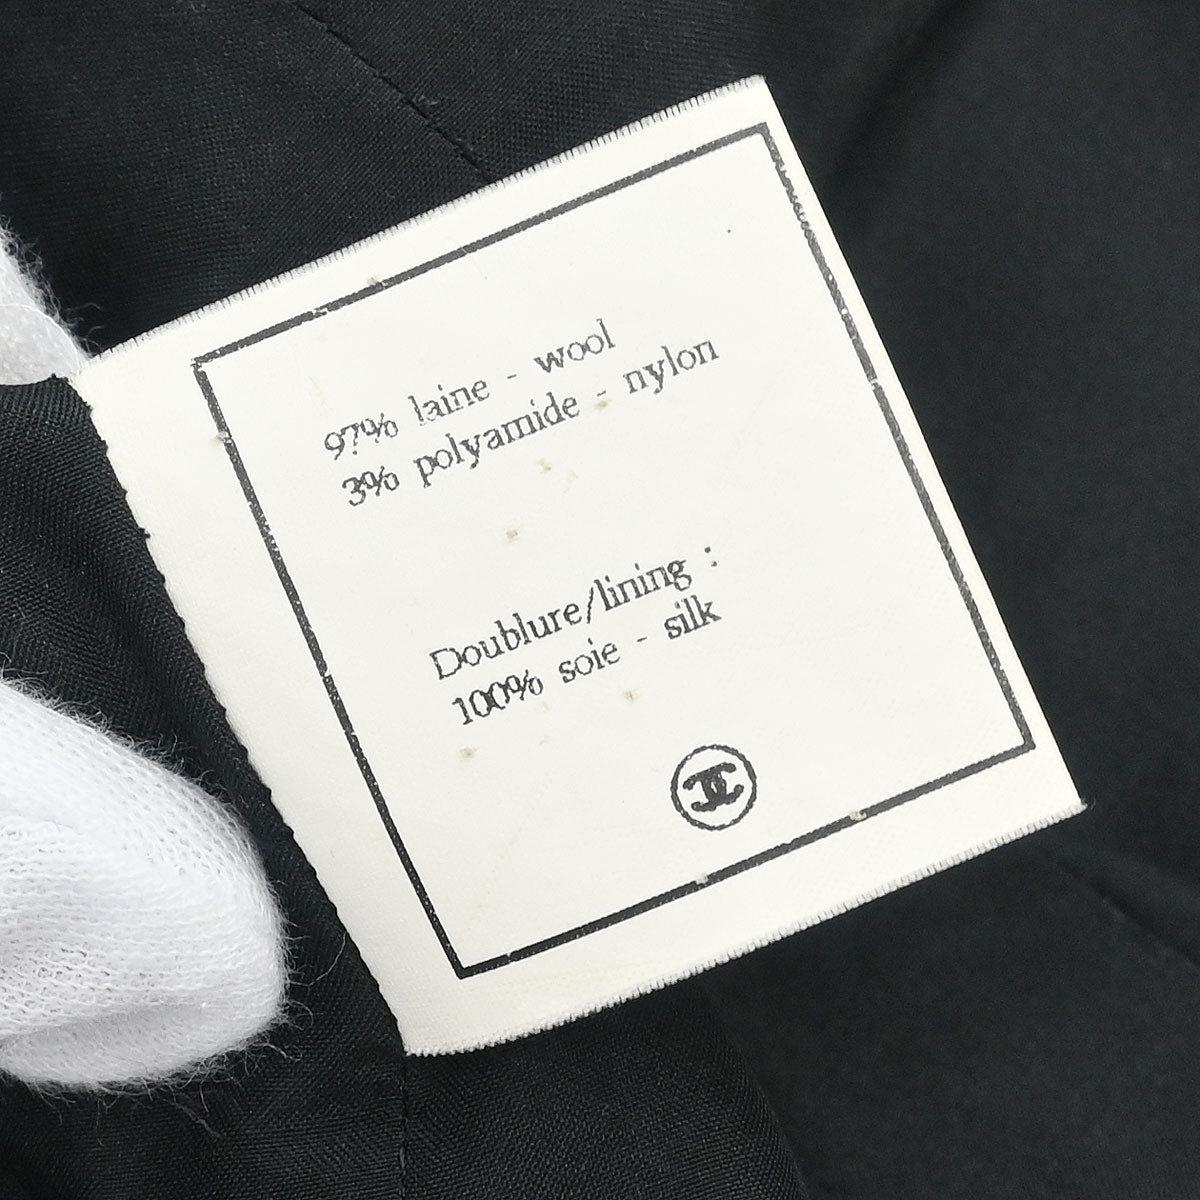 97% laine - wool
3% polyamide - nylon
Doublure/lining :
100% soie - silk